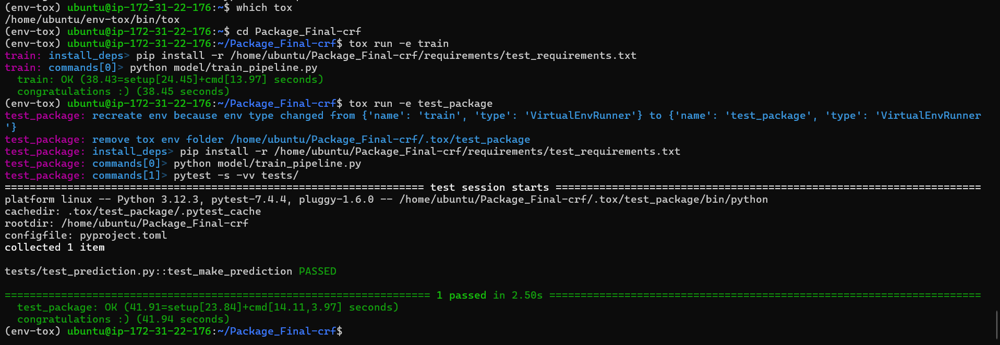 (env-tox) ubuntu@ip-172-31-22-176:~$ which tox
/home/ubuntu/env-tox/bin/tox
(env-tox) ubuntu@ip-172-31-22-176:~$ cd Package_Final-crf
(env-tox) ubuntu@ip-172-31-22-176:~/Package_Final-crf$ tox run -e train
train: install_deps> pip install -r /home/ubuntu/Package_Final-crf/requirements/test_requirements.txt
train: commands[0]> python model/train_pipeline.py
  train: OK (38.43=setup[24.45]+cmd[13.97] seconds)
  congratulations :) (38.45 seconds)
(env-tox) ubuntu@ip-172-31-22-176:~/Package_Final-crf$ tox run -e test_package
test_package: recreate env because env type changed from {'name': 'train', 'type': 'VirtualEnvRunner'} to {'name': 'test_package', 'type': 'VirtualEnvRunner
'}
test_package: remove tox env folder /home/ubuntu/Package_Final-crf/.tox/test_package
test_package: install_deps> pip install -r /home/ubuntu/Package_Final-crf/requirements/test_requirements.txt
test_package: commands[0]> python model/train_pipeline.py
test_package: commands[1]> pytest -s -vv tests/
=================================================================== test session starts ====================================================================
platform linux -- Python 3.12.3, pytest-7.4.4, pluggy-1.6.0 -- /home/ubuntu/Package_Final-crf/.tox/test_package/bin/python
cachedir: .tox/test_package/.pytest_cache
rootdir: /home/ubuntu/Package_Final-crf
configfile: pyproject.toml
collected 1 item

tests/test_prediction.py::test_make_prediction PASSED

==================================================================== 1 passed in 2.50s =====================================================================
  test_package: OK (41.91=setup[23.84]+cmd[14.11,3.97] seconds)
  congratulations :) (41.94 seconds)
(env-tox) ubuntu@ip-172-31-22-176:~/Package_Final-crf$